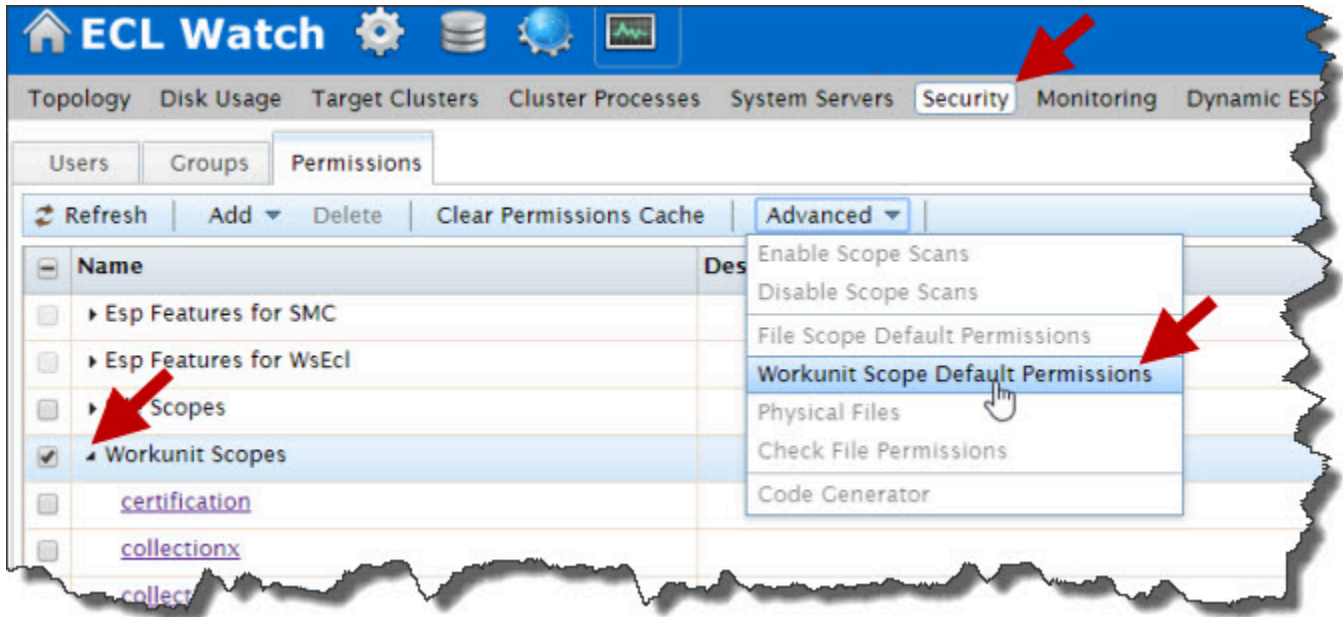 ECL Watch
Topology Disk Usage Target Clusters Cluster Processes System Servers Security Monitoring Dynamic
Users Groups Permissions
Refresh Add Delete Clear Permissions Cache Advanced
Name
Enable Scope Scans
Disable Scope Scans
Esp Features for SMC
File Scope Default Permissions
Esp Features for WsEcl
Workunit Scope Default Permissions
Scopes
Physical Files
Workunit Scopes
Check File Permissions
certification
Code Generator
collectionx